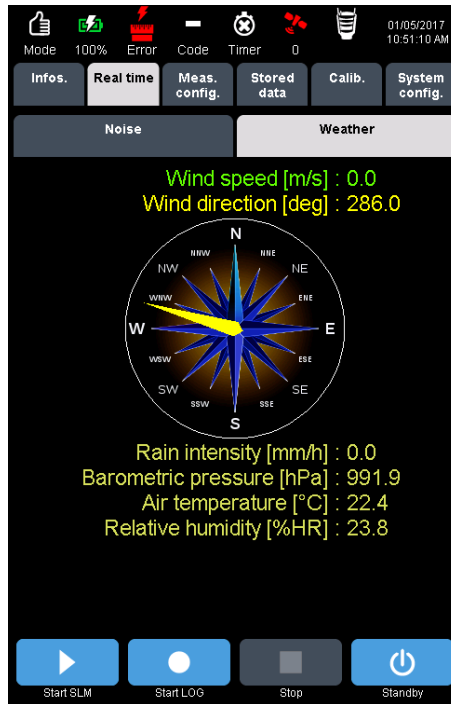 01/05/2017
10:51:10 AM
Mode 100% Error Code Timer 0
Infos. Real time Meas. config. Stored data Calib. System config.
Noise Weather
Wind speed [m/s] : 0.0
Wind direction [deg] : 286.0
N
NNW NNE
NW NE
WNW ENE
W E
WSW ESE
SW SE
SSW SSE
S
Rain intensity [mm/h] : 0.0
Barometric pressure [hPa] : 991.9
Air temperature [°C] : 22.4
Relative humidity [%HR] : 23.8
Start SLM Start LOG Stop Standby